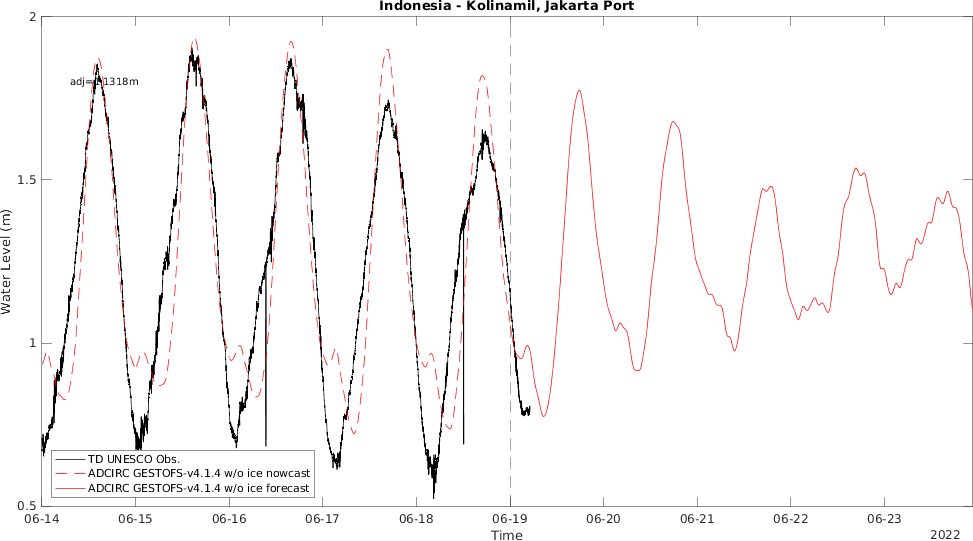 Indonesia - Kolinamil, Jakarta Port
2
1.5
1
0.5
Water Level (m)
TD UNESCO Obs.
ADCIRC GESTOFS-v4.1.4 w/o ice nowcast
ADCIRC GESTOFS-v4.1.4 w/o ice forecast
06-14 06-15 06-16 06-17 06-18 06-19 06-20 06-21 06-22 06-23
Time
2022